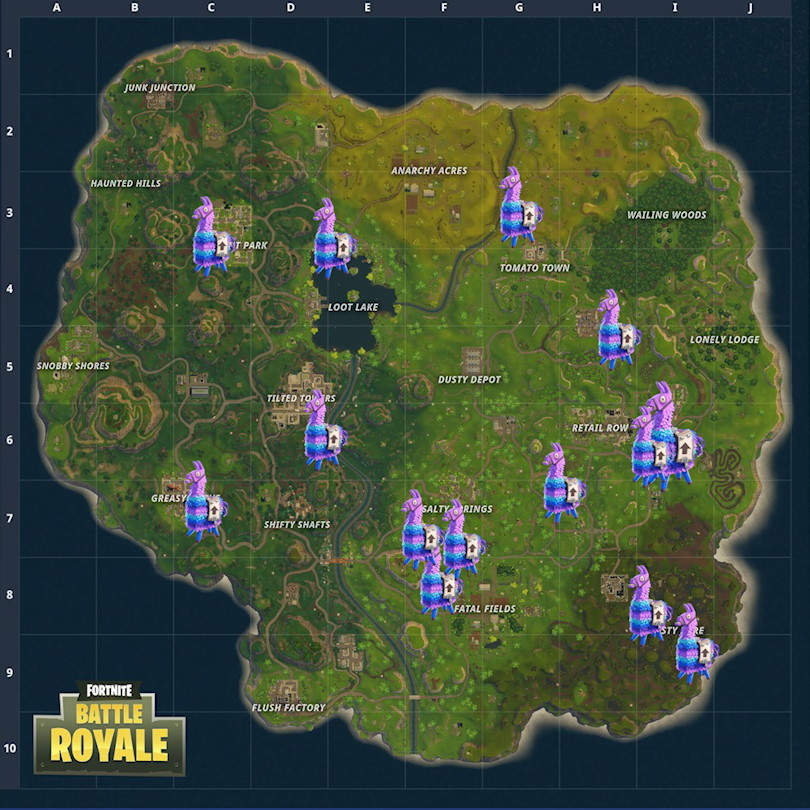 A B C D E F G H I J
1
JUNK JUNCTION
2
ANARCHY ACRES
HAUNTED HILLS
3
WAILING WOODS
T PARK
TOMATO TOWN
4
LOOT LAKE
LONELY LODGE
5
SNOBBY SHORES
DUSTY DEPOT
TILTED TOWERS
RETAIL ROW
6
GREASY
7
SALTY SPRINGS
SHIFTY SHAFTS
8
FATAL FIELDS
9
FLUSH FACTORY
10
FORTNITE
BATTLE
ROYALE